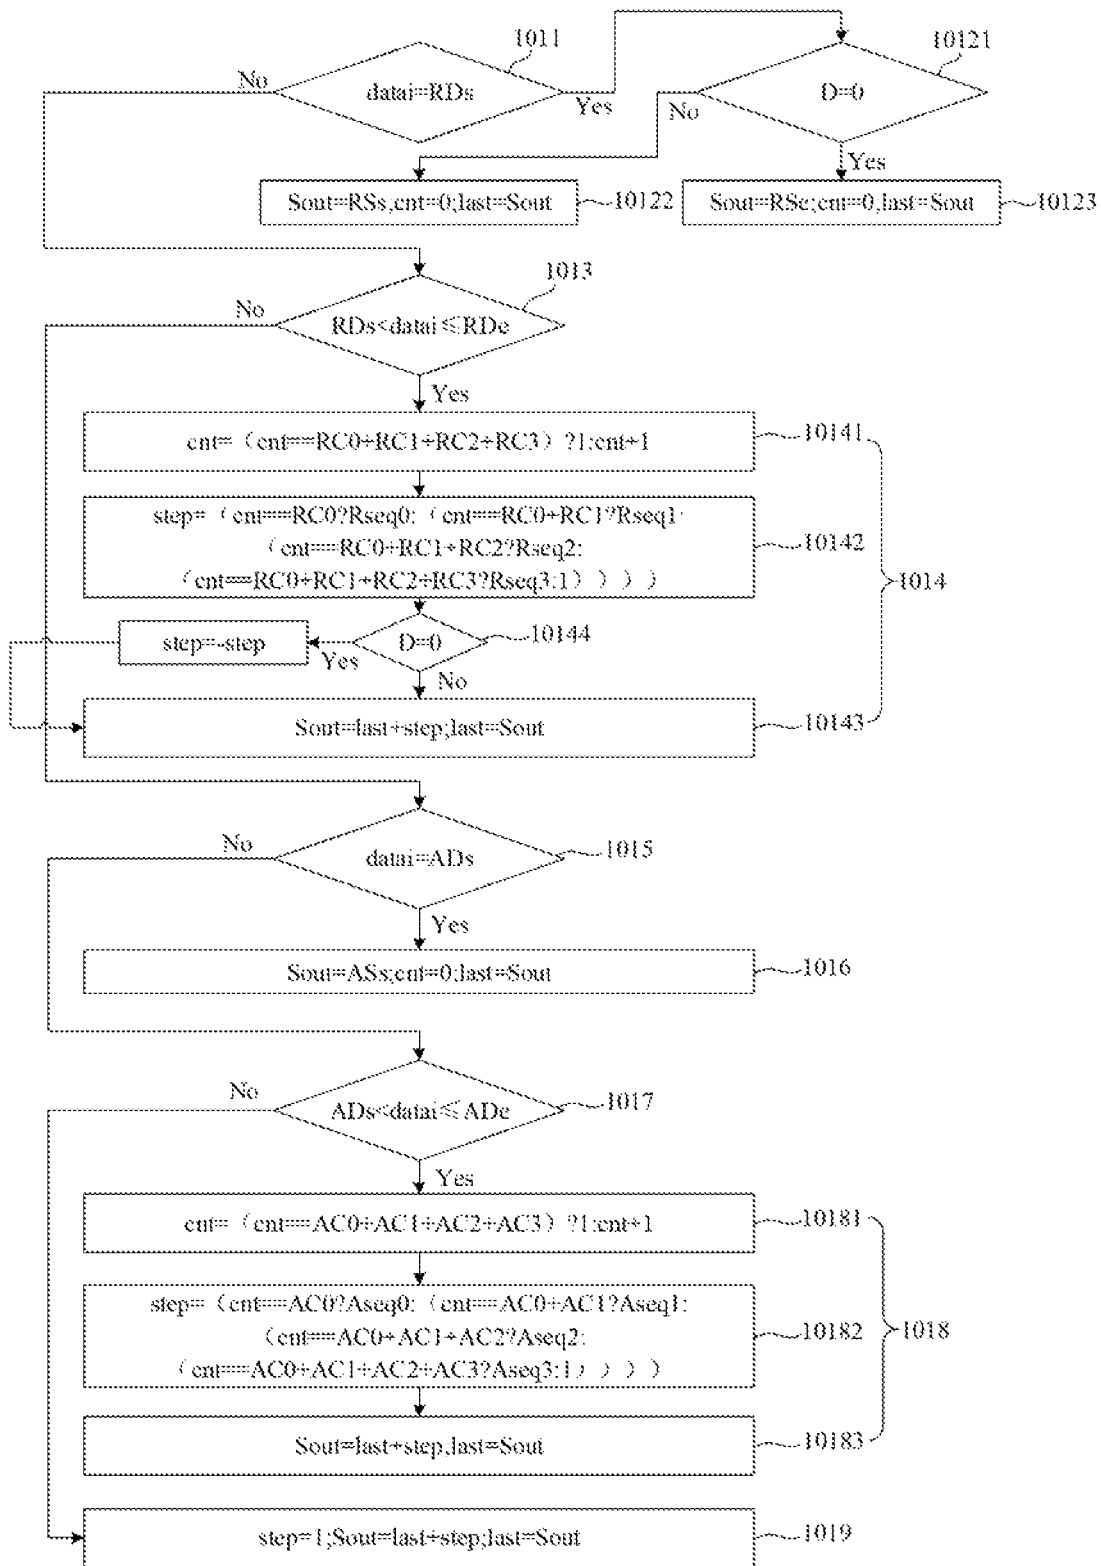 1011
10121
No
datai=RDs
Yes
No
D=0
Yes
Sout=RSs,cnt=0;last=Sout
10122
Sout=RSe;cnt=0,last=Sout
10123
1013
No
RDs<datai≤RDe
Yes
cnt=（cnt==RC0+RC1+RC2+RC3）?1:cnt+1
10141
step=（cnt==RC0?Rseq0:（cnt==RC0+RC1?Rseq1:
（cnt==RC0+RC1+RC2?Rseq2:
（cnt==RC0+RC1+RC2+RC3?Rseq3:1））））
10142
1014
step=-step
Yes
D=0
10144
No
Sout=last+step;last=Sout
10143
No
datai=ADs
1015
Yes
Sout=ASs;cnt=0;last=Sout
1016
No
ADs<datai≤ADe
1017
Yes
cnt=（cnt==AC0+AC1+AC2+AC3）?1:cnt+1
10181
step=（cnt==AC0?Aseq0:（cnt==AC0+AC1?Aseq1:
（cnt==AC0+AC1+AC2?Aseq2:
（cnt==AC0+AC1+AC2+AC3?Aseq3:1））））
10182
1018
Sout=last+step,last=Sout
10183
step=1;Sout=last+step;last=Sout
1019